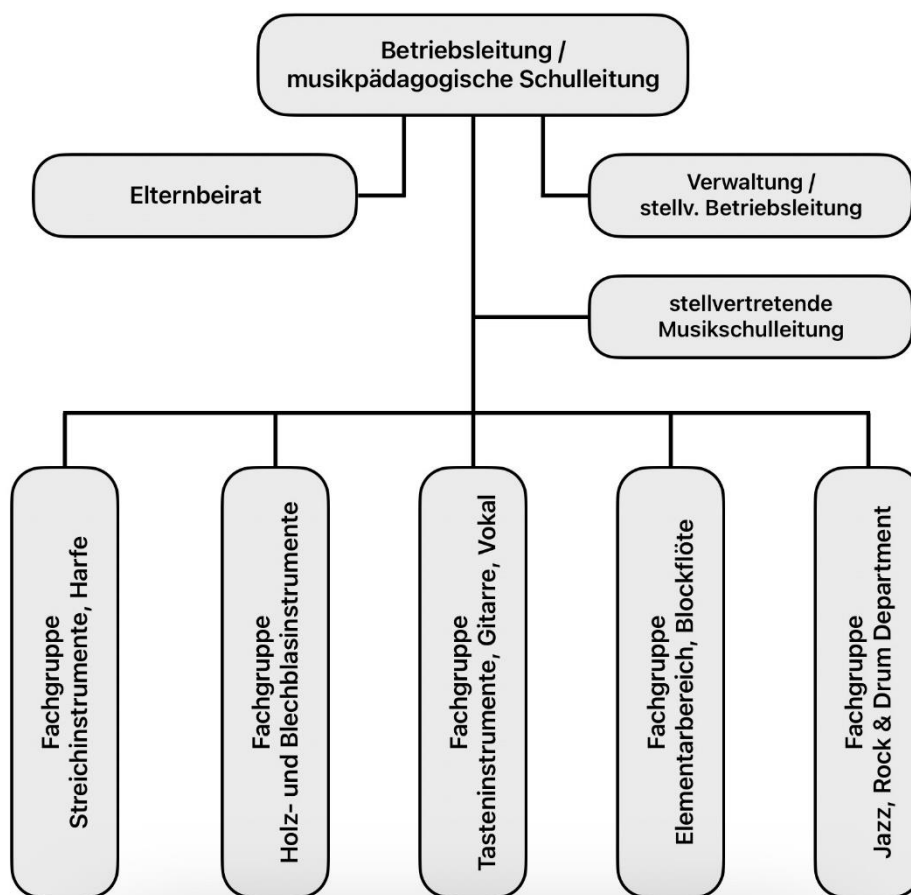 Betriebsleitung /
musikpädagogische Schulleitung
Elternbeirat
Verwaltung /
stellv. Betriebsleitung
stellvertretende
Musikschulleitung
Fachgruppe
Streichinstrumente, Harfe
Fachgruppe
Holz- und Blechblasinstrumente
Fachgruppe
Tasteninstrumente, Gitarre, Vokal
Fachgruppe
Elementarbereich, Blockflöte
Fachgruppe
Jazz, Rock & Drum Department